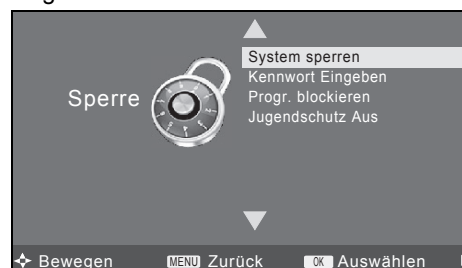 System sperren
Kennwort Eingeben
Sperre
Progr. blockieren
Jugendschutz Aus
Bewegen MENU Zurück OK Auswählen